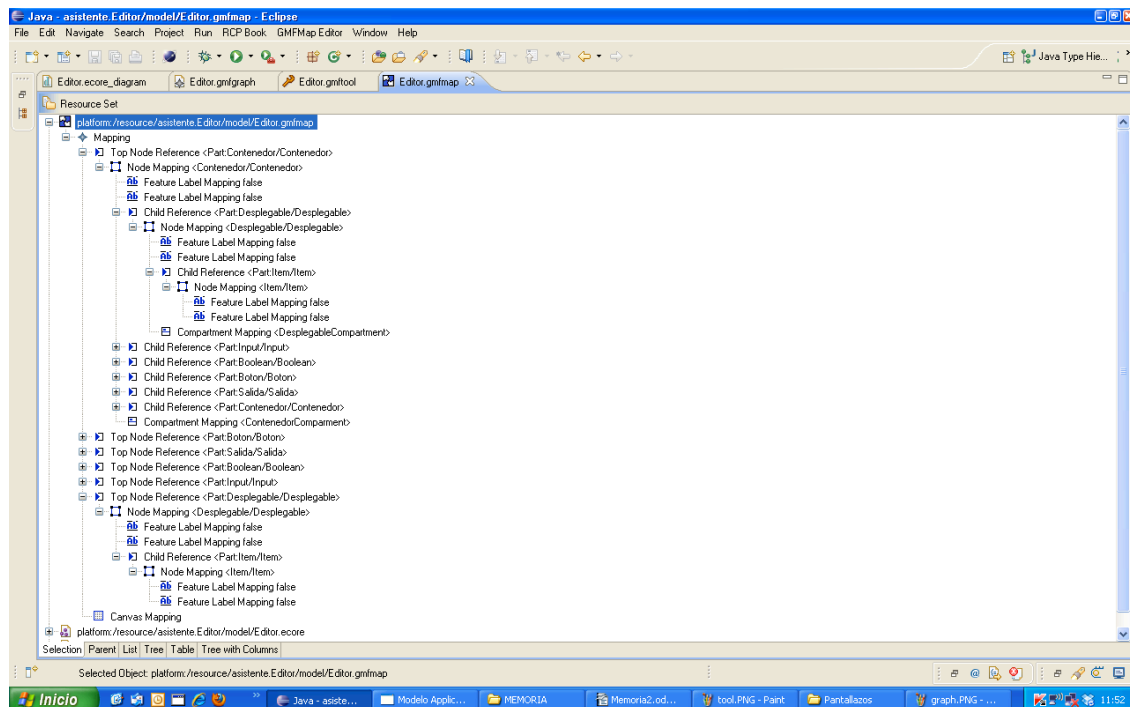 Java - asistente.Editor/model/Editor.gmfmap - Eclipse
File Edit Navigate Search Project Run RCP Book GMFMap Editor Window Help
Java Type Hie...
Editor.ecore_diagram Editor.gmfgraph Editor.gmftool Editor.gmfmap
Resource Set
platform:/resource/asistente.Editor/model/Editor.gmfmap
Mapping
Top Node Reference <Part:Contenedor/Contenedor>
Node Mapping <Contenedor/Contenedor>
Feature Label Mapping false
Feature Label Mapping false
Child Reference <Part:Desplegable/Desplegable>
Node Mapping <Desplegable/Desplegable>
Feature Label Mapping false
Feature Label Mapping false
Child Reference <Part:Item/Item>
Node Mapping <Item/Item>
Feature Label Mapping false
Feature Label Mapping false
Compartment Mapping <DesplegableCompartment>
Child Reference <Part:Input/Input>
Child Reference <Part:Boolean/Boolean>
Child Reference <Part:Boton/Boton>
Child Reference <Part:Salida/Salida>
Child Reference <Part:Contenedor/Contenedor>
Compartment Mapping <ContenedorComparment>
Top Node Reference <Part:Boton/Boton>
Top Node Reference <Part:Salida/Salida>
Top Node Reference <Part:Boolean/Boolean>
Top Node Reference <Part:Input/Input>
Top Node Reference <Part:Desplegable/Desplegable>
Node Mapping <Desplegable/Desplegable>
Feature Label Mapping false
Feature Label Mapping false
Child Reference <Part:Item/Item>
Node Mapping <Item/Item>
Feature Label Mapping false
Feature Label Mapping false
Canvas Mapping
platform:/resource/asistente.Editor/model/Editor.ecore
Selection Parent List Tree Table Tree with Columns
Selected Object: platform:/resource/asistente.Editor/model/Editor.gmfmap
Inicio Java - asiste... Modelo Applic... MEMORIA Memoria2.od... tool.PNG - Paint Pantallazos graph.PNG - ... 11:52